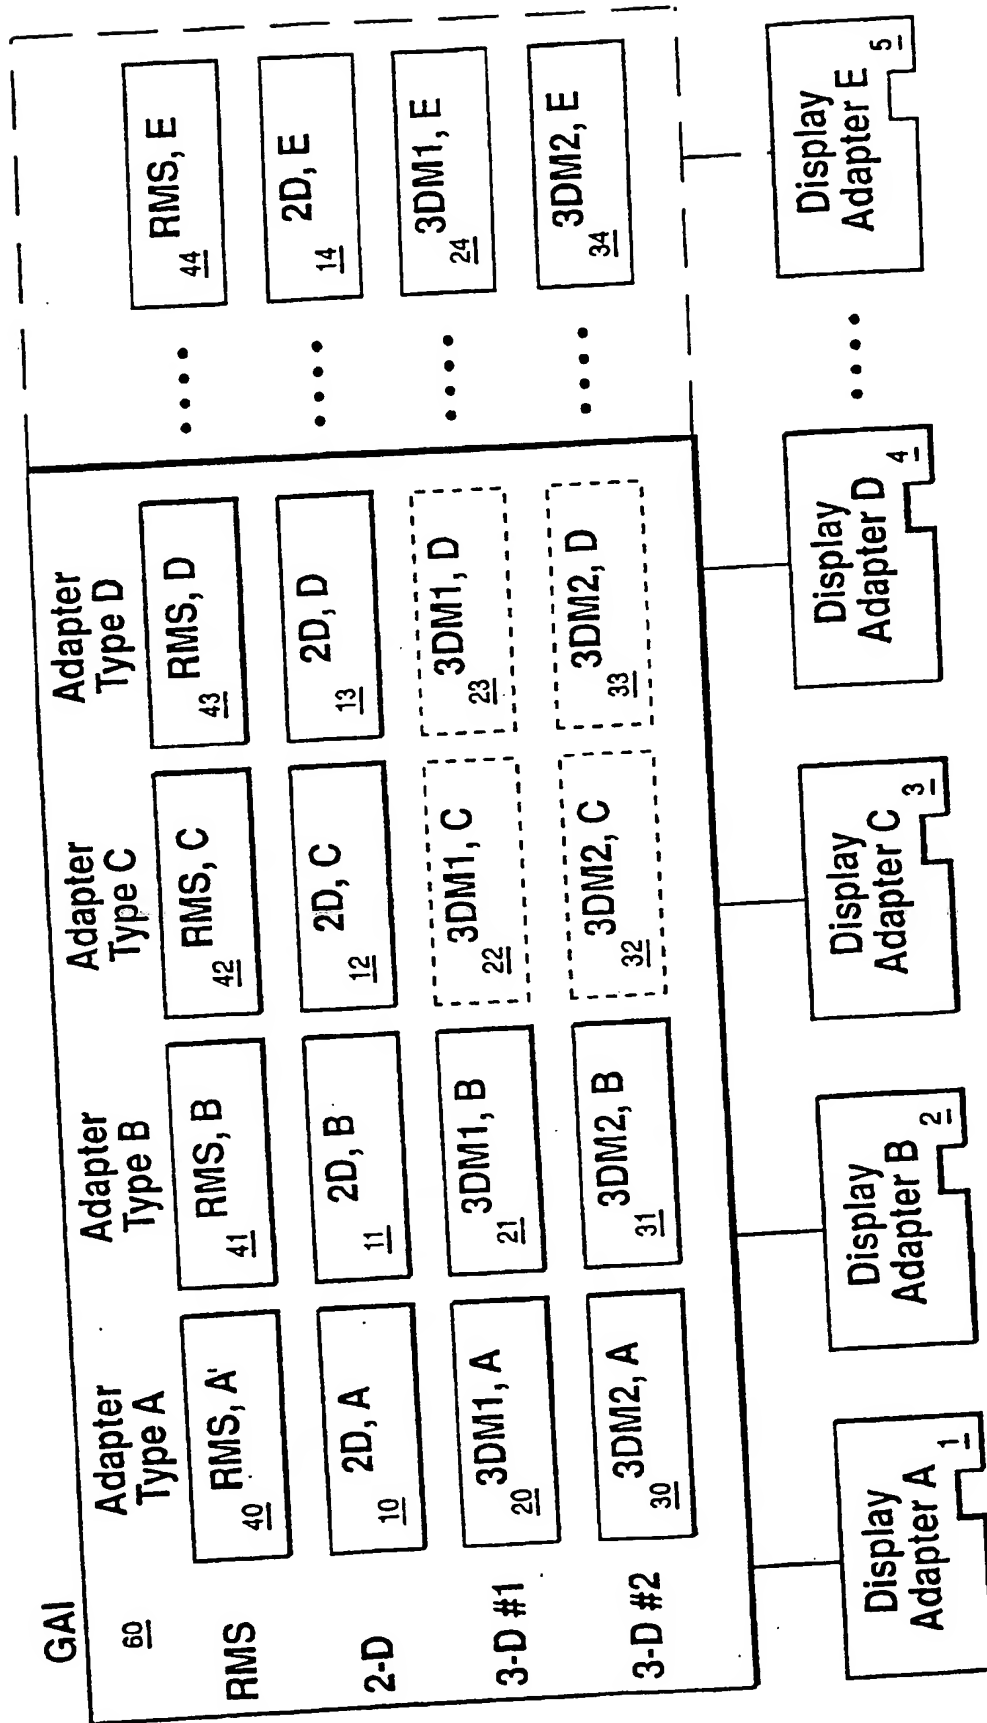 GAI
60
Adapter
Type A
Adapter
Type B
Adapter
Type C
Adapter
Type D
RMS
RMS, A'
40
RMS, B
41
RMS, C
42
RMS, D
43
••••
RMS, E
44
2-D
2D, A
10
2D, B
11
2D, C
12
2D, D
13
••••
2D, E
14
3-D #1
3DM1, A
20
3DM1, B
21
3DM1, C
22
3DM1, D
23
••••
3DM1, E
24
3-D #2
3DM2, A
30
3DM2, B
31
3DM2, C
32
3DM2, D
33
••••
3DM2, E
34
Display
Adapter A
1
Display
Adapter B
2
Display
Adapter C
3
Display
Adapter D
4
••••
Display
Adapter E
5